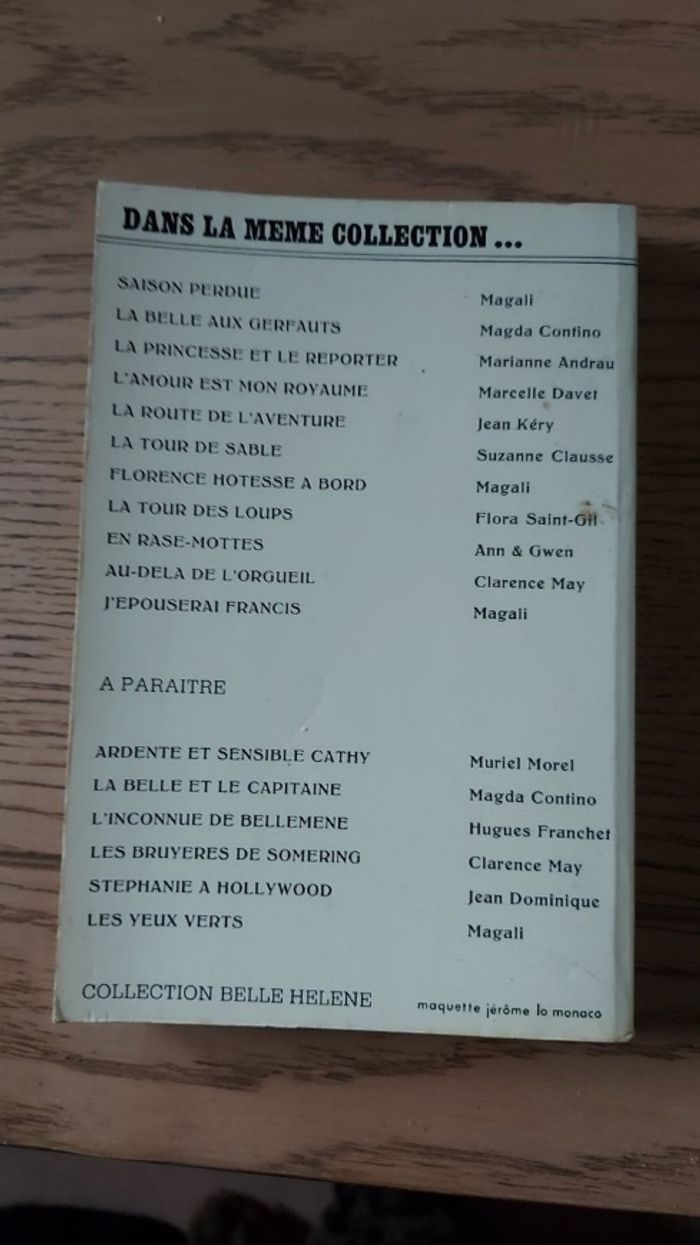 DANS LA MEME COLLECTION ...
SAISON PERDUE Magali
LA BELLE AUX GERFAUTS Magda Contino
LA PRINCESSE ET LE REPORTER Marianne Andrau
L'AMOUR EST MON ROYAUME Marcelle Davet
LA ROUTE DE L'AVENTURE Jean Kéry
LA TOUR DE SABLE Suzanne Clausse
FLORENCE HOTESSE A BORD Magali
LA TOUR DES LOUPS Flora Saint-Gil
EN RASE-MOTTES Ann & Gwen
AU-DELA DE L'ORGUEIL Clarence May
J'EPOUSERAI FRANCIS Magali
A PARAITRE
ARDENTE ET SENSIBLE CATHY Muriel Morel
LA BELLE ET LE CAPITAINE Magda Contino
L'INCONNUE DE BELLEMENE Hugues Franchet
LES BRUYERES DE SOMERING Clarence May
STEPHANIE A HOLLYWOOD Jean Dominique
LES YEUX VERTS Magali
COLLECTION BELLE HELENE maquette jérôme lo monaco